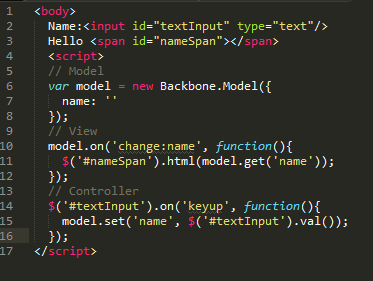 1 <body>
2 Name:<input id="textInput" type="text"/>
3 Hello <span id="nameSpan"></span>
4 <script>
5 // Model
6 var model = new Backbone.Model({
7 name: ''
8 });
9 // View
10 model.on('change:name', function(){
11 $('#nameSpan').html(model.get('name'));
12 });
13 // Controller
14 $('#textInput').on('keyup', function(){
15 model.set('name', $('#textInput').val());
16 });
17 </script>